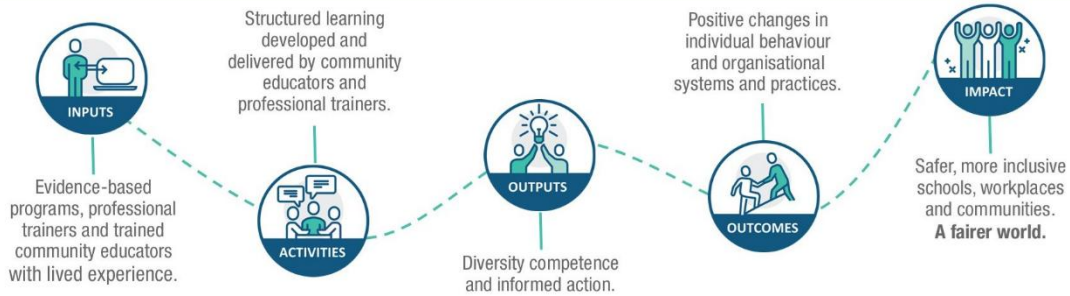 INPUTS
Evidence-based
programs, professional
trainers and trained
community educators
with lived experience.
Structured learning
developed and
delivered by community
educators and
professional trainers.
ACTIVITIES
OUTPUTS
Diversity competence
and informed action.
Positive changes in
individual behaviour
and organisational
systems and practices.
OUTCOMES
IMPACT
Safer, more inclusive
schools, workplaces
and communities.
A fairer world.